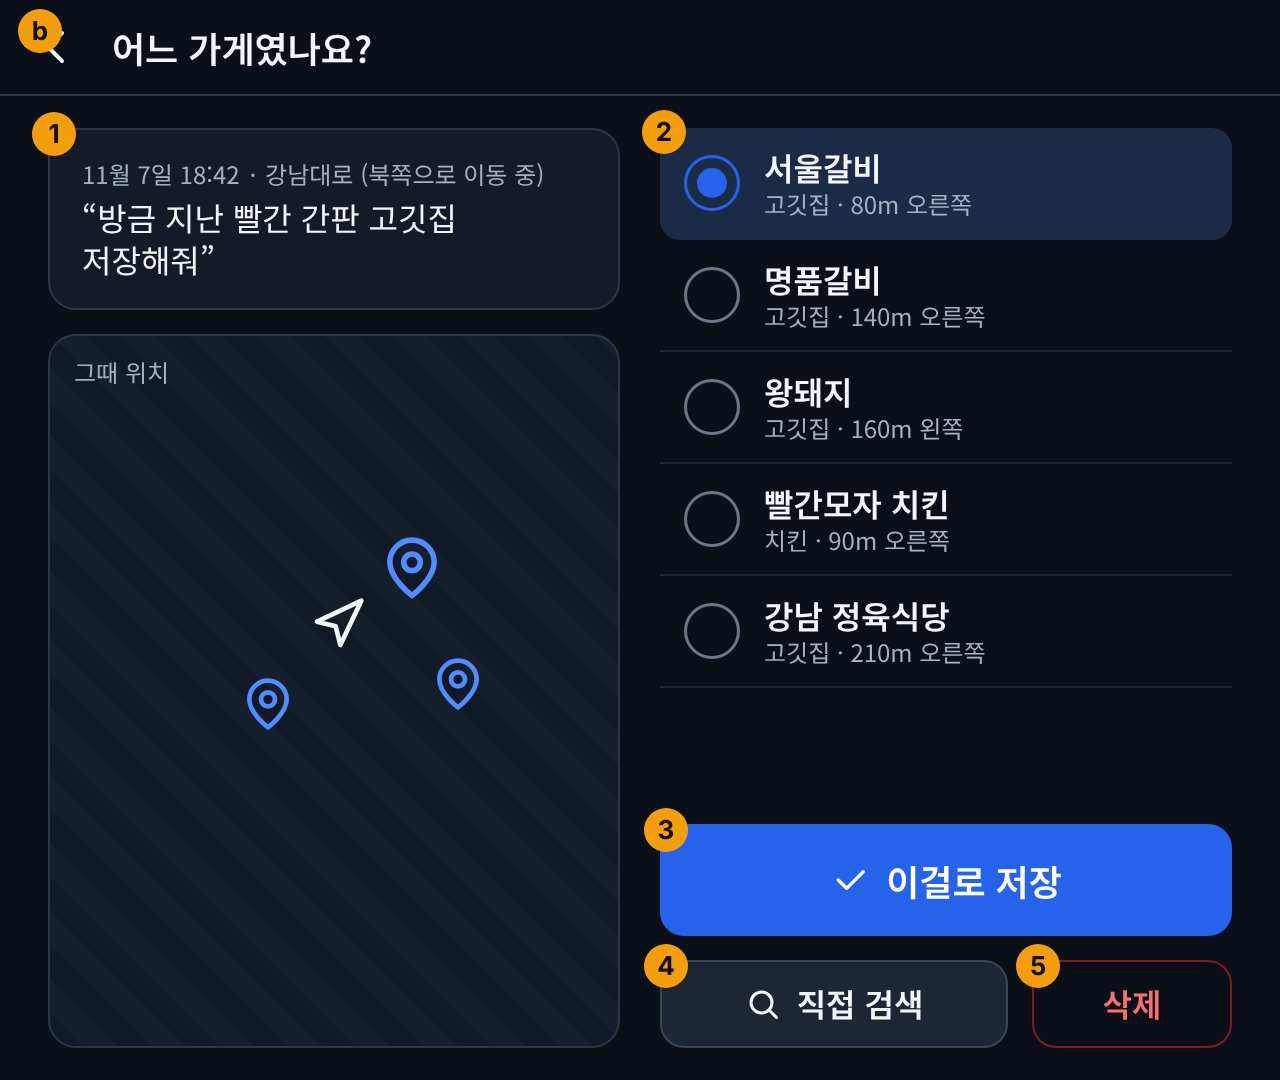 b
어느 가게였나요?
1
11월 7일 18:42 · 강남대로 (북쪽으로 이동 중)
“방금 지난 빨간 간판 고깃집
저장해줘”
그때 위치
2
서울갈비
고깃집 · 80m 오른쪽
명품갈비
고깃집 · 140m 오른쪽
왕돼지
고깃집 · 160m 왼쪽
빨간모자 치킨
치킨 · 90m 오른쪽
강남 정육식당
고깃집 · 210m 오른쪽
3
이걸로 저장
4
직접 검색
5
삭제